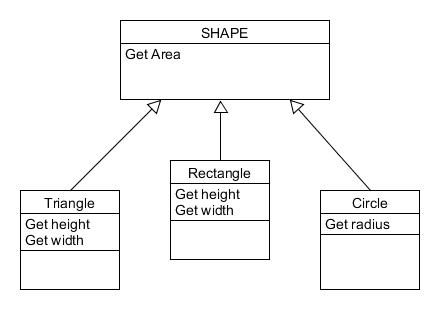 SHAPE
Get Area
Triangle
Get height
Get width
Rectangle
Get height
Get width
Circle
Get radius